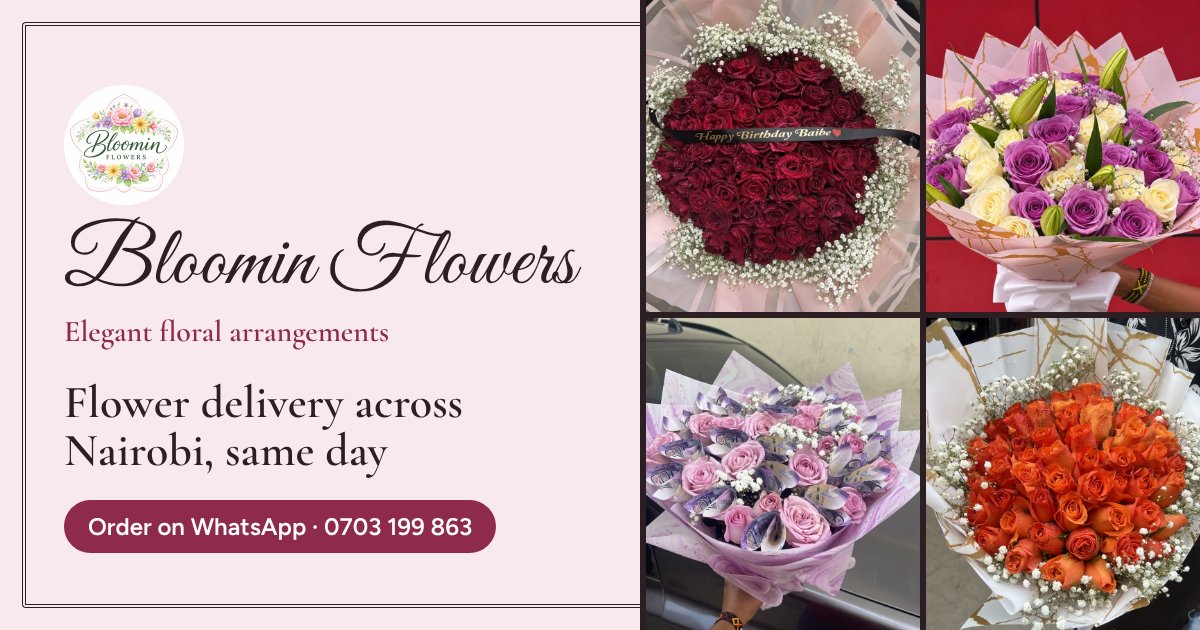 Bloomin
FLOWERS
Bloomin Flowers
Elegant floral arrangements
Flower delivery across
Nairobi, same day
Order on WhatsApp · 0703 199 863
Happy Birthday Baibe